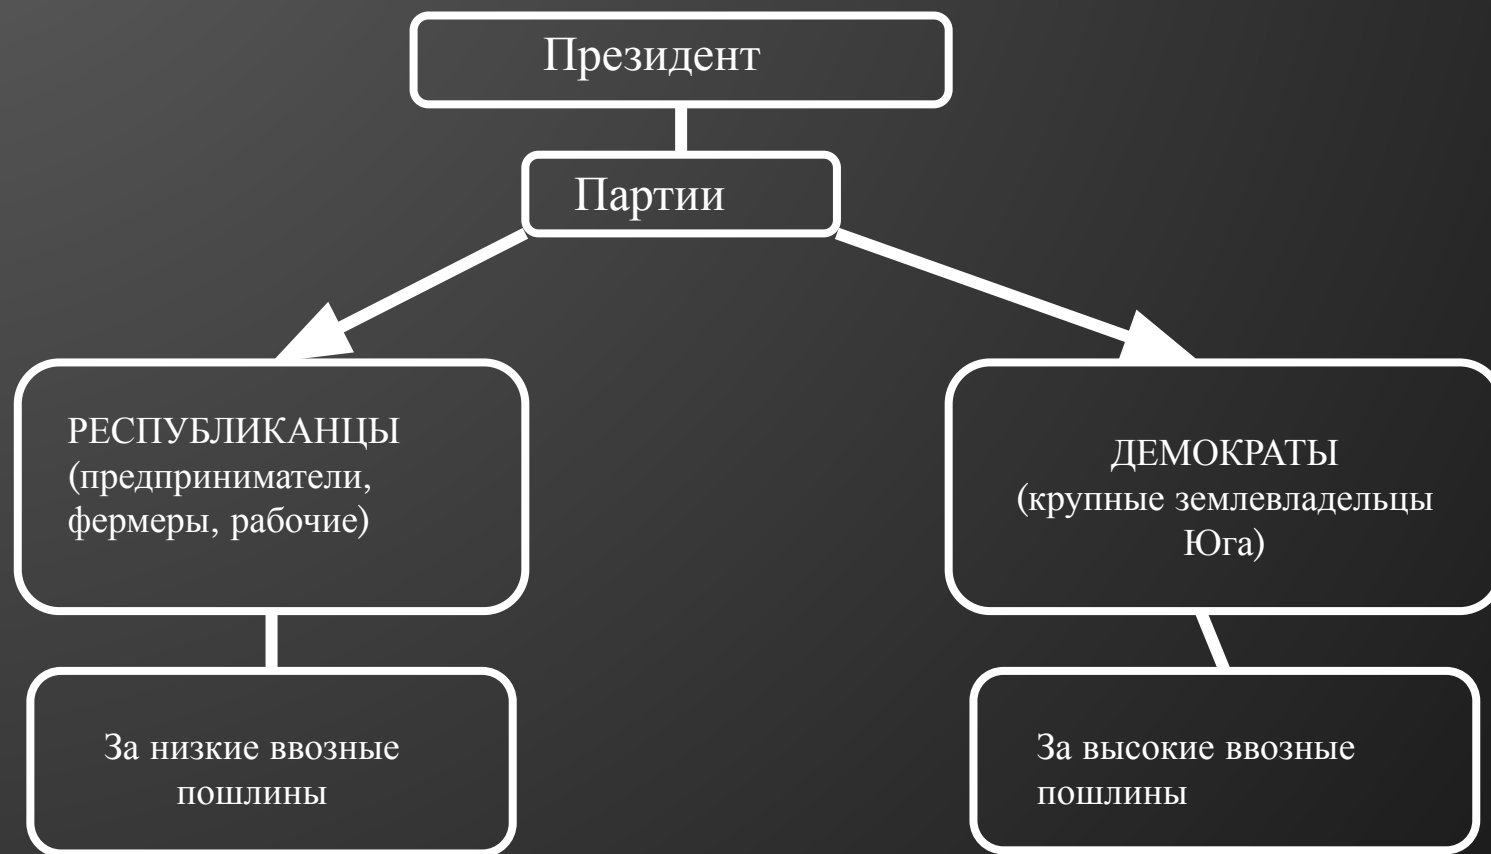 Президент
Партии
РЕСПУБЛИКАНЦЫ
(предприниматели,
фермеры, рабочие)
ДЕМОКРАТЫ
(крупные землевладельцы
Юга)
За низкие ввозные
пошлины
За высокие ввозные
пошлины